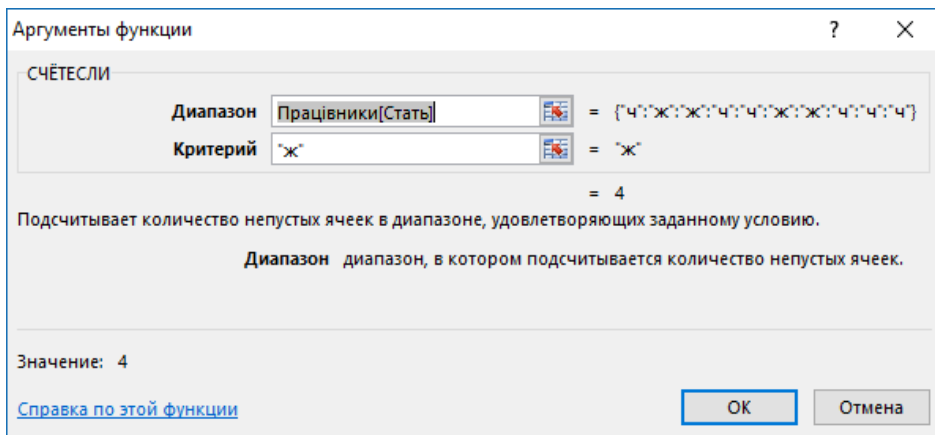 Аргументы функции ? ×
СЧЁТЕСЛИ
Диапазон Працівники[Стать] = {"ч":"ж":"ж":"ч":"ч":"ж":"ж":"ч":"ч":"ч"}
Критерий "ж" = "ж"
= 4
Подсчитывает количество непустых ячеек в диапазоне, удовлетворяющих заданному условию.
Диапазон диапазон, в котором подсчитывается количество непустых ячеек.
Значение: 4
Справка по этой функции ОК Отмена